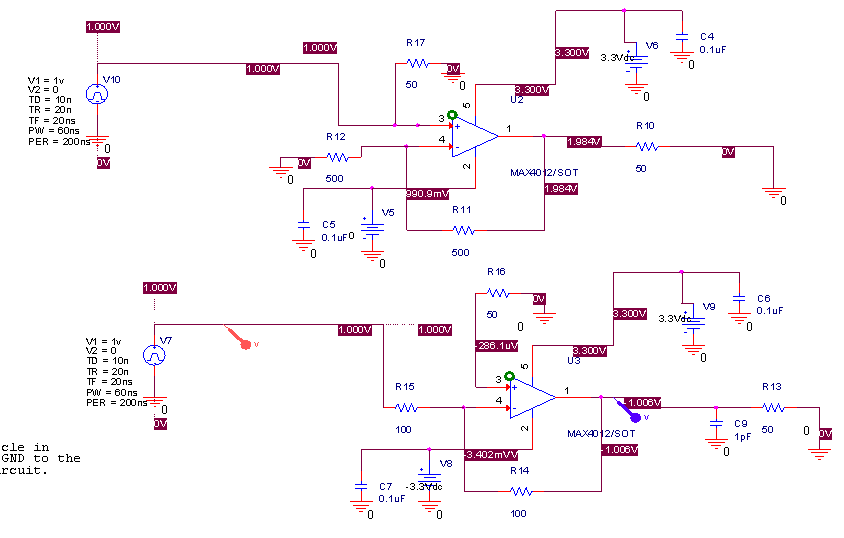 1.000V
V10
V1 = 1v
V2 = 0
TD = 10n
TR = 20n
TF = 20ns
PW = 60ns
PER = 200ns
0
0V
1.000V
1.000V
R17
50
0V
0
3.300V
3.300V
V6
3.3Vdc
0
C4
0.1uF
0
U2
5
3
+
4
-
1
2
MAX4012/SOT
R12
500
0V
0
990.9mV
C5
0.1uF
0
V5
0
0
R11
500
1.984V
1.984V
R10
50
0V
0
1.000V
V7
V1 = 1v
V2 = 0
TD = 10n
TR = 20n
TF = 20ns
PW = 60ns
PER = 200ns
0
0V
V
1.000V
1.000V
R16
50
0V
0
-286.1uV
3.300V
3.300V
V9
3.3Vdc
0
C6
0.1uF
0
U3
5
3
+
4
-
1
2
MAX4012/SOT
R15
100
-3.402mV
V8
-3.3Vdc
0
C7
0.1uF
0
R14
100
-1.006V
-1.006V
V
C9
1pF
0
R13
50
0
0V
cle in
GND to the
rcuit.